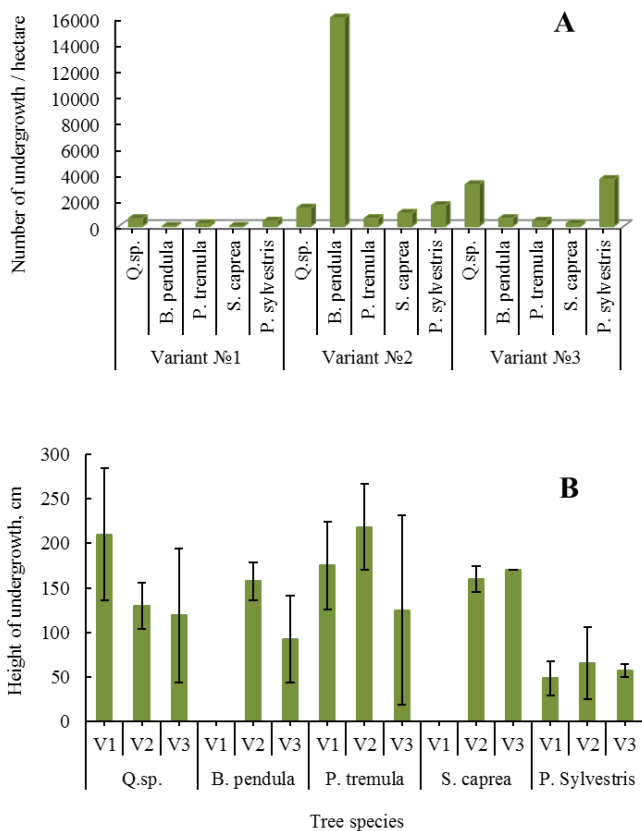 A
Number of undergrowth / hectare
16000
14000
12000
10000
8000
6000
4000
2000
0
Q.sp.
B. pendula
P. tremula
S. caprea
P. sylvestris
Q.sp.
B. pendula
P. tremula
S. caprea
P. sylvestris
Q.sp.
B. pendula
P. tremula
S. caprea
P. sylvestris
Variant №1 Variant №2 Variant №3
B
Height of undergrowth, cm
300
250
200
150
100
50
0
V1 V2 V3 V1 V2 V3 V1 V2 V3 V1 V2 V3 V1 V2 V3
Q.sp. B. pendula P. tremula S. caprea P. Sylvestris
Tree species